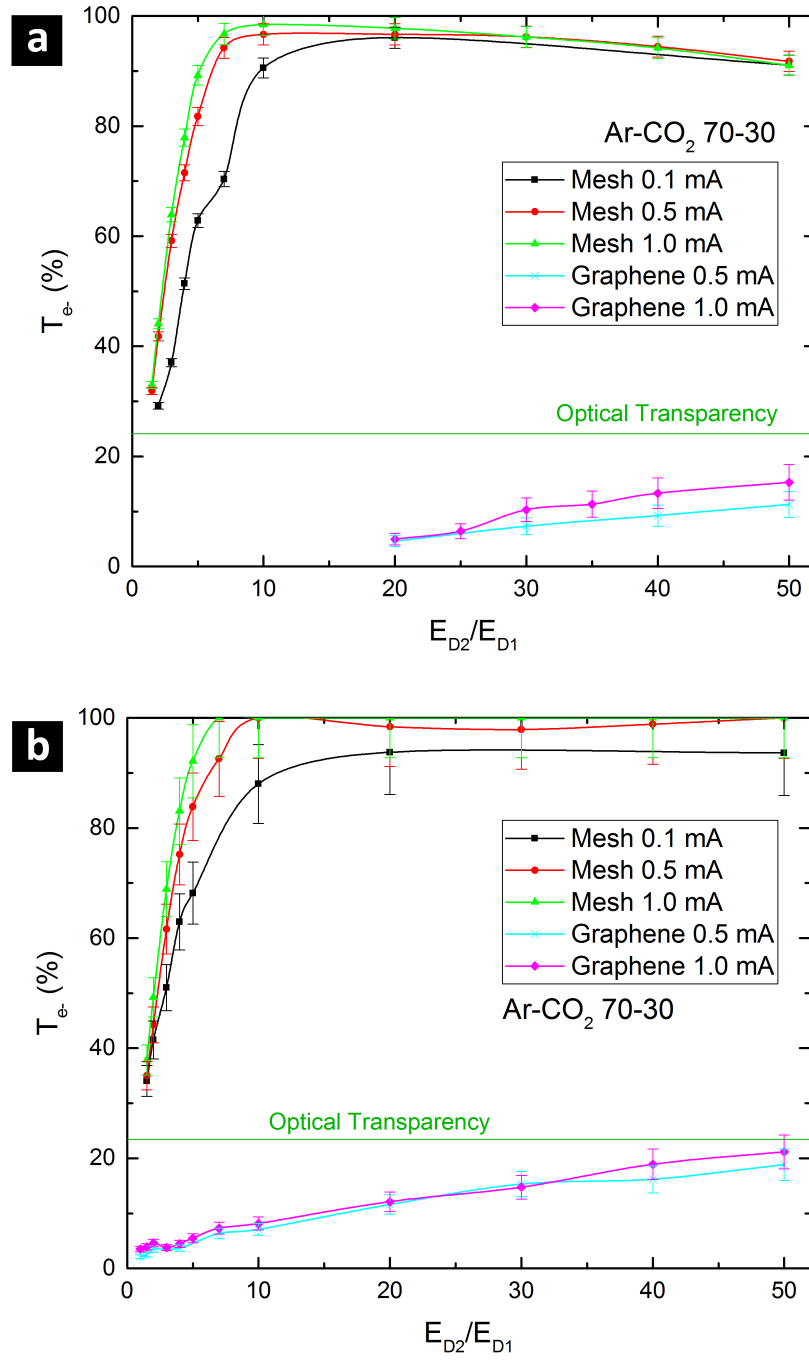 a
100
80
60
40
20
0
Tₑ₋ (%)
Ar-CO₂ 70-30
Mesh 0.1 mA
Mesh 0.5 mA
Mesh 1.0 mA
Graphene 0.5 mA
Graphene 1.0 mA
Optical Transparency
0 10 20 30 40 50
E_D2/E_D1
b
100
80
60
40
20
0
Tₑ₋ (%)
Mesh 0.1 mA
Mesh 0.5 mA
Mesh 1.0 mA
Graphene 0.5 mA
Graphene 1.0 mA
Ar-CO₂ 70-30
Optical Transparency
0 10 20 30 40 50
E_D2/E_D1